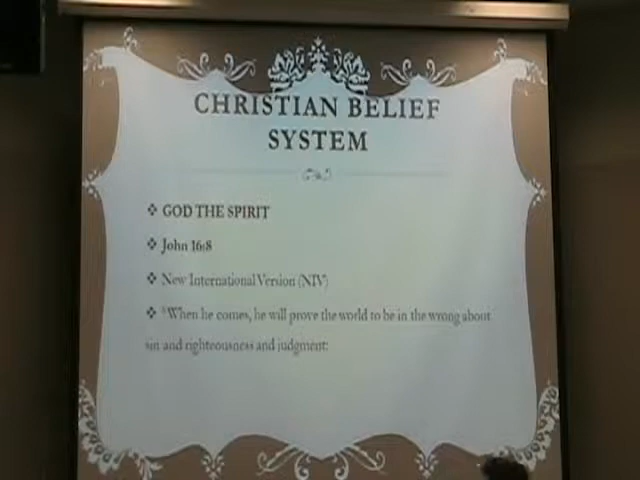 CHRISTIAN BELIEF
SYSTEM
❖ GOD THE SPIRIT
❖ John 16:8
❖ New International Version (NIV)
❖ ⁸ When he comes, he will prove the world to be in the wrong about
sin and righteousness and judgment: